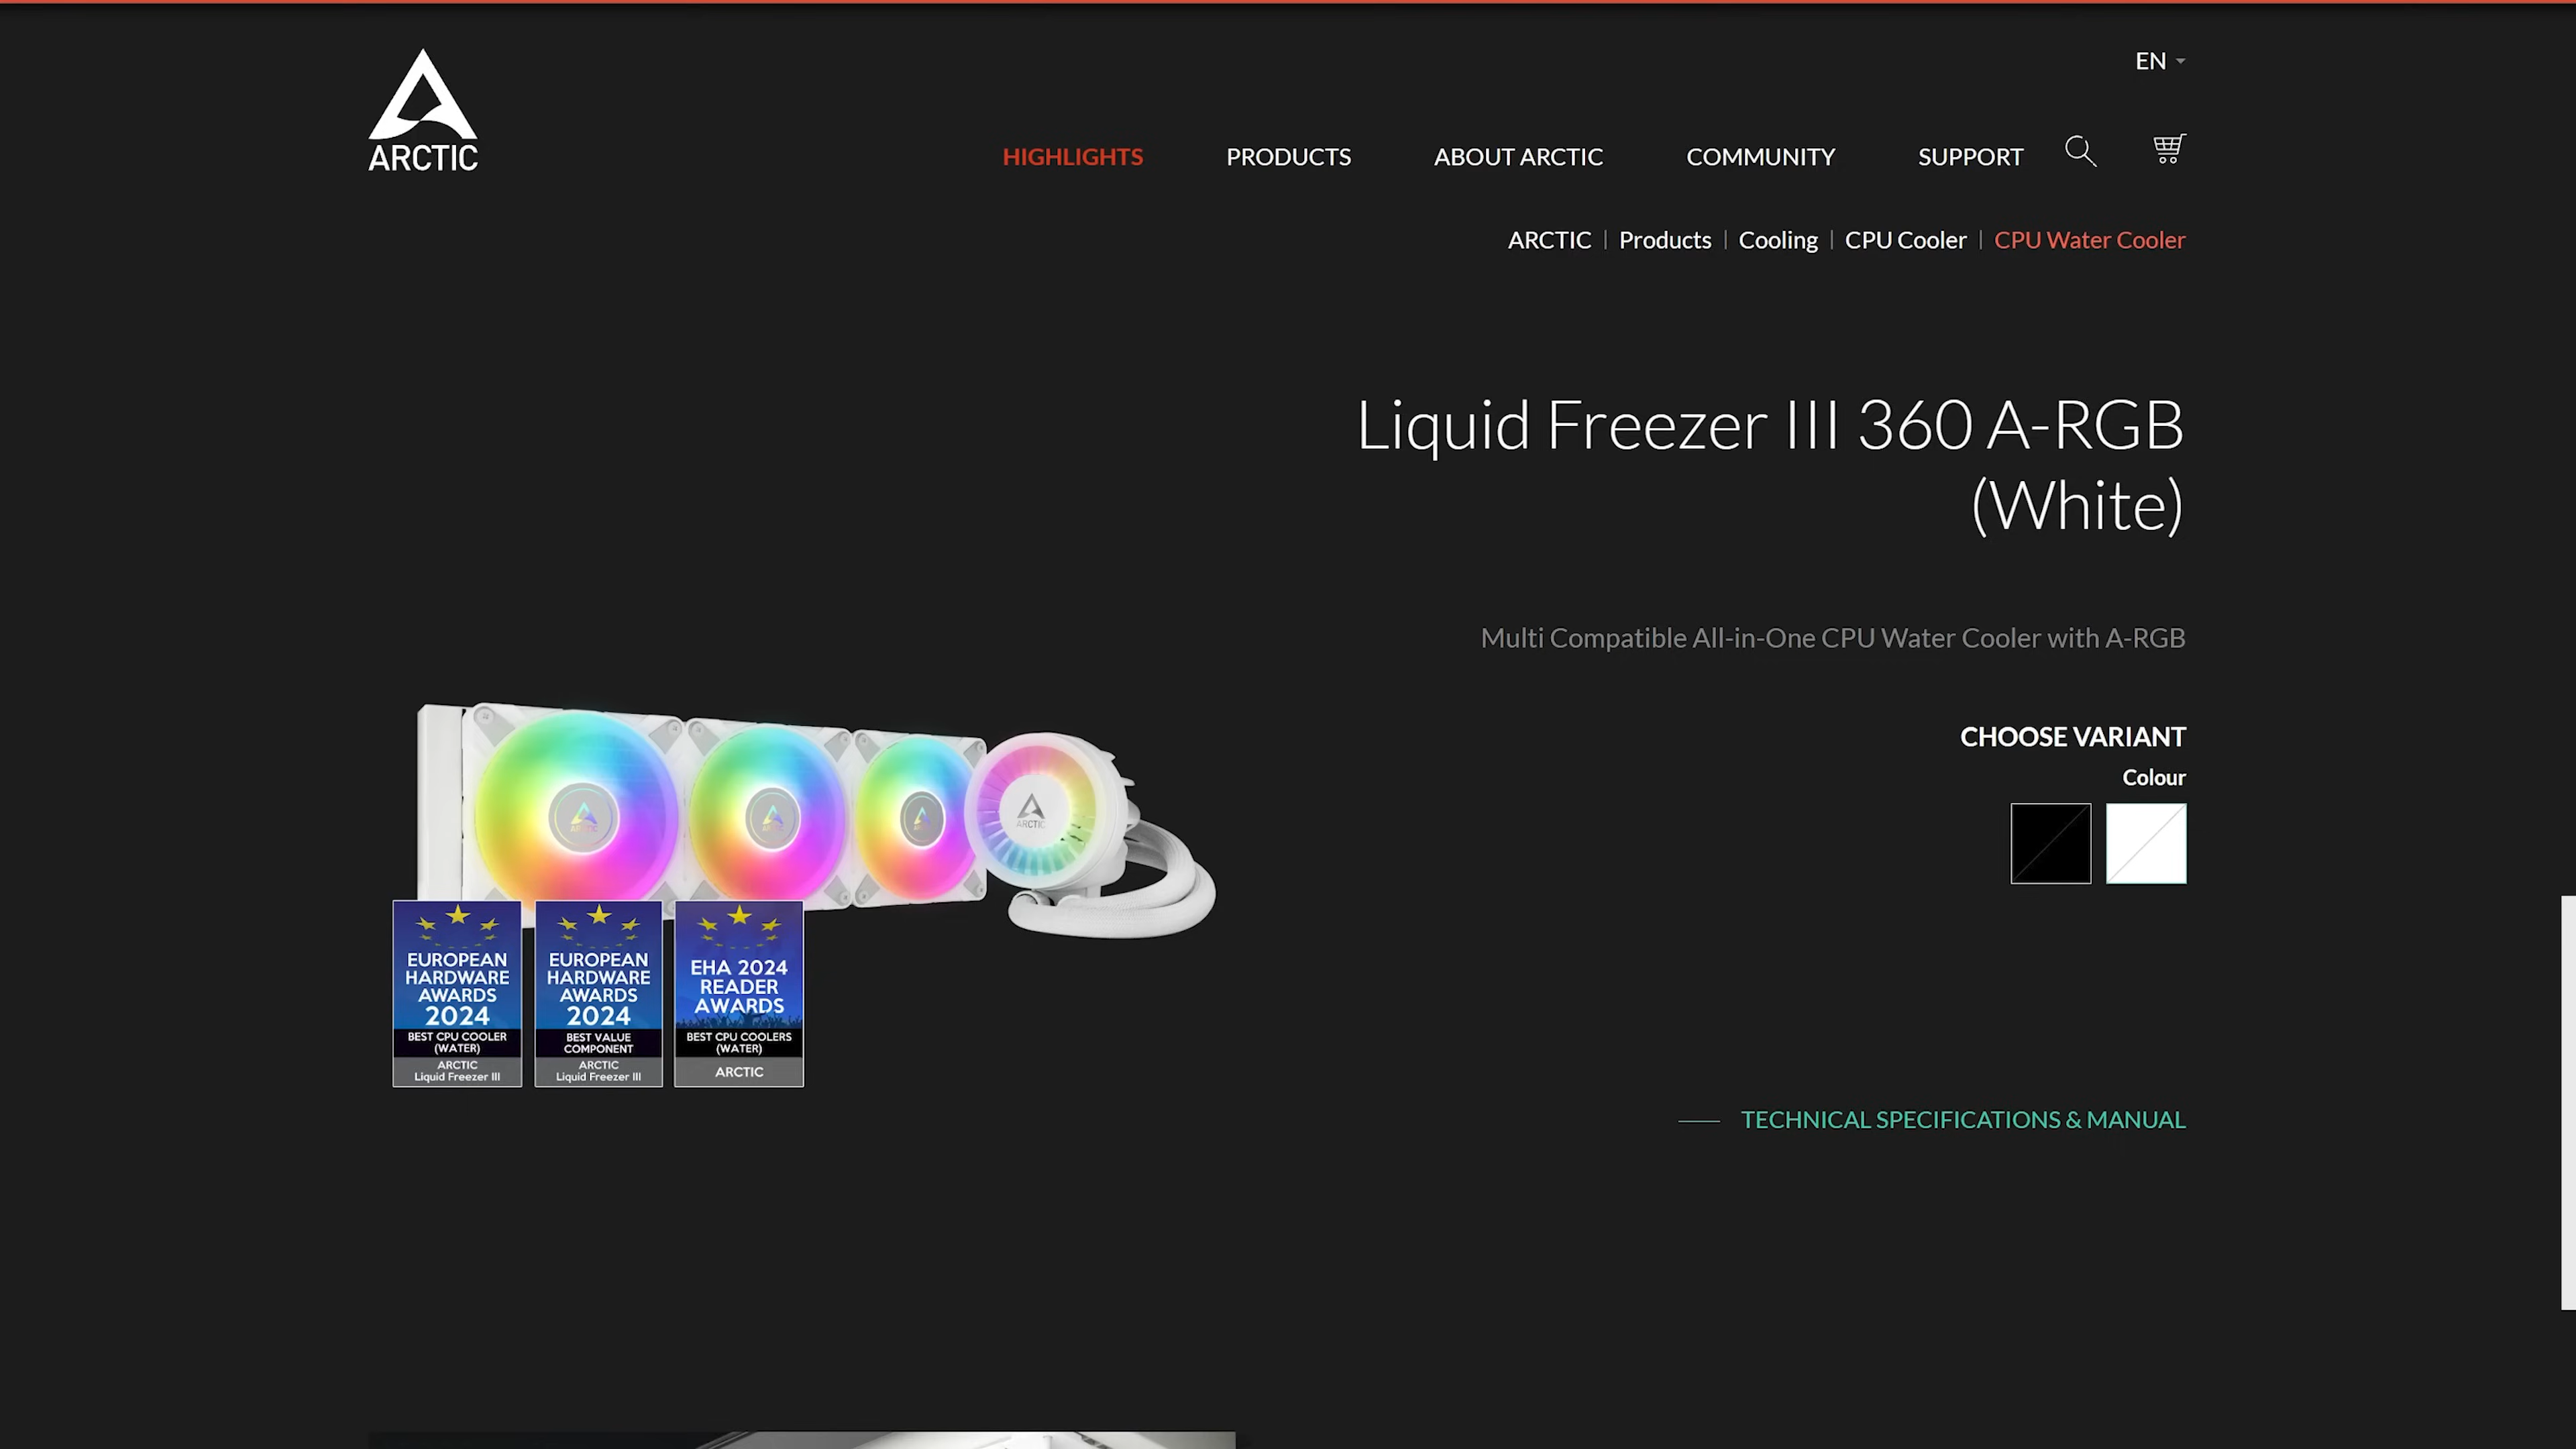 EN
ARCTIC
HIGHLIGHTS PRODUCTS ABOUT ARCTIC COMMUNITY SUPPORT
ARCTIC | Products | Cooling | CPU Cooler | CPU Water Cooler
Liquid Freezer III 360 A-RGB
(White)
Multi Compatible All-in-One CPU Water Cooler with A-RGB
CHOOSE VARIANT
Colour
ARCTIC
ARCTIC
ARCTIC
EUROPEAN
HARDWARE
AWARDS
2024
BEST CPU COOLER
(WATER)
ARCTIC
Liquid Freezer III
EUROPEAN
HARDWARE
AWARDS
2024
BEST VALUE
COMPONENT
ARCTIC
Liquid Freezer III
EHA 2024
READER
AWARDS
BEST CPU COOLERS
(WATER)
ARCTIC
TECHNICAL SPECIFICATIONS & MANUAL